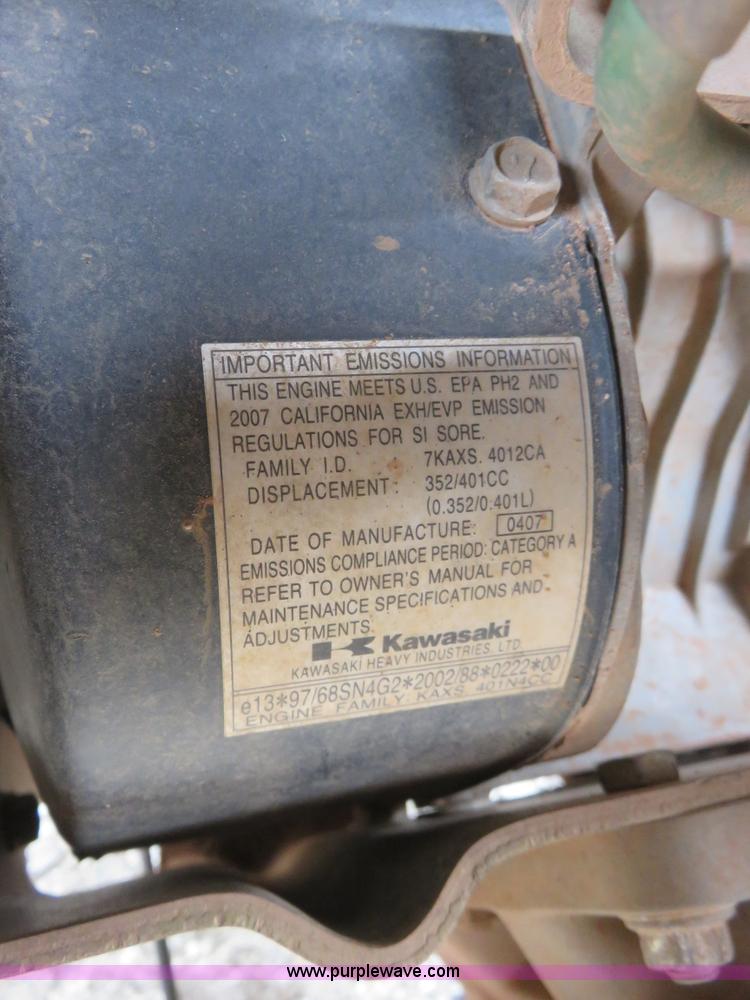 IMPORTANT EMISSIONS INFORMATION
THIS ENGINE MEETS U.S. EPA PH2 AND
2007 CALIFORNIA EXH/EVP EMISSION
REGULATIONS FOR SI SORE.
FAMILY I.D. 7KAXS. 4012CA
DISPLACEMENT: 352/401CC
(0.352/0.401L)
DATE OF MANUFACTURE: 0407
EMISSIONS COMPLIANCE PERIOD: CATEGORY A
REFER TO OWNER'S MANUAL FOR
MAINTENANCE SPECIFICATIONS AND
ADJUSTMENTS.
Kawasaki
KAWASAKI HEAVY INDUSTRIES, LTD.
e13*97/68SN4G2*2002/88*0222*00
ENGINE FAMILY: KAXS. 401N4CC
www.purplewave.com